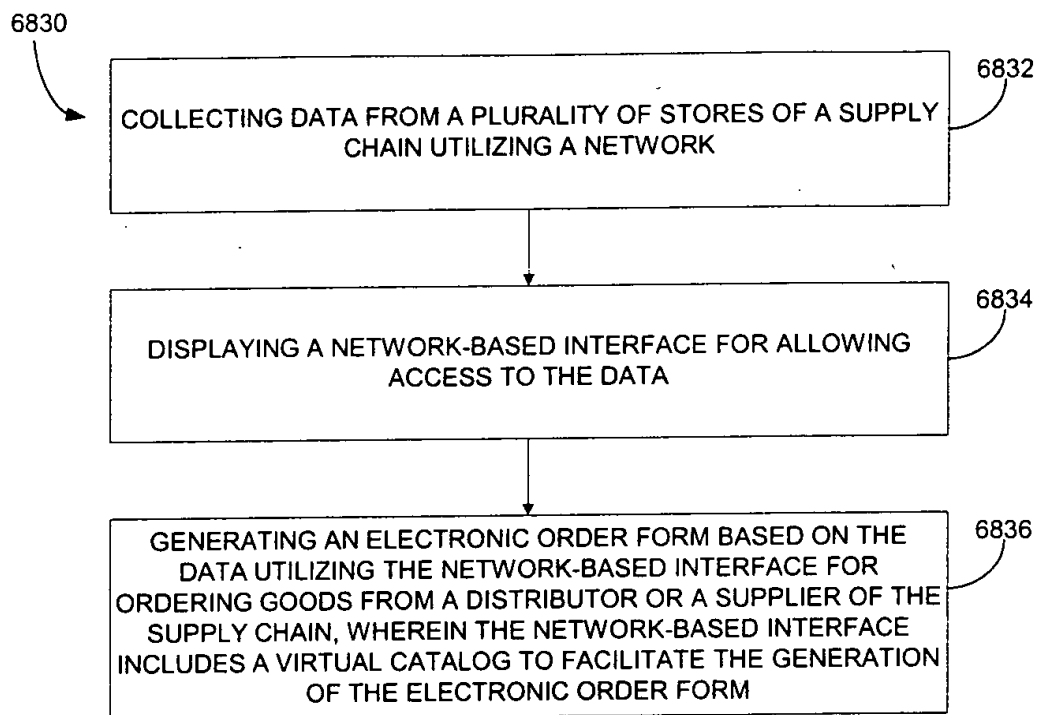 6830
6832
COLLECTING DATA FROM A PLURALITY OF STORES OF A SUPPLY
CHAIN UTILIZING A NETWORK
6834
DISPLAYING A NETWORK-BASED INTERFACE FOR ALLOWING
ACCESS TO THE DATA
6836
GENERATING AN ELECTRONIC ORDER FORM BASED ON THE
DATA UTILIZING THE NETWORK-BASED INTERFACE FOR
ORDERING GOODS FROM A DISTRIBUTOR OR A SUPPLIER OF THE
SUPPLY CHAIN, WHEREIN THE NETWORK-BASED INTERFACE
INCLUDES A VIRTUAL CATALOG TO FACILITATE THE GENERATION
OF THE ELECTRONIC ORDER FORM